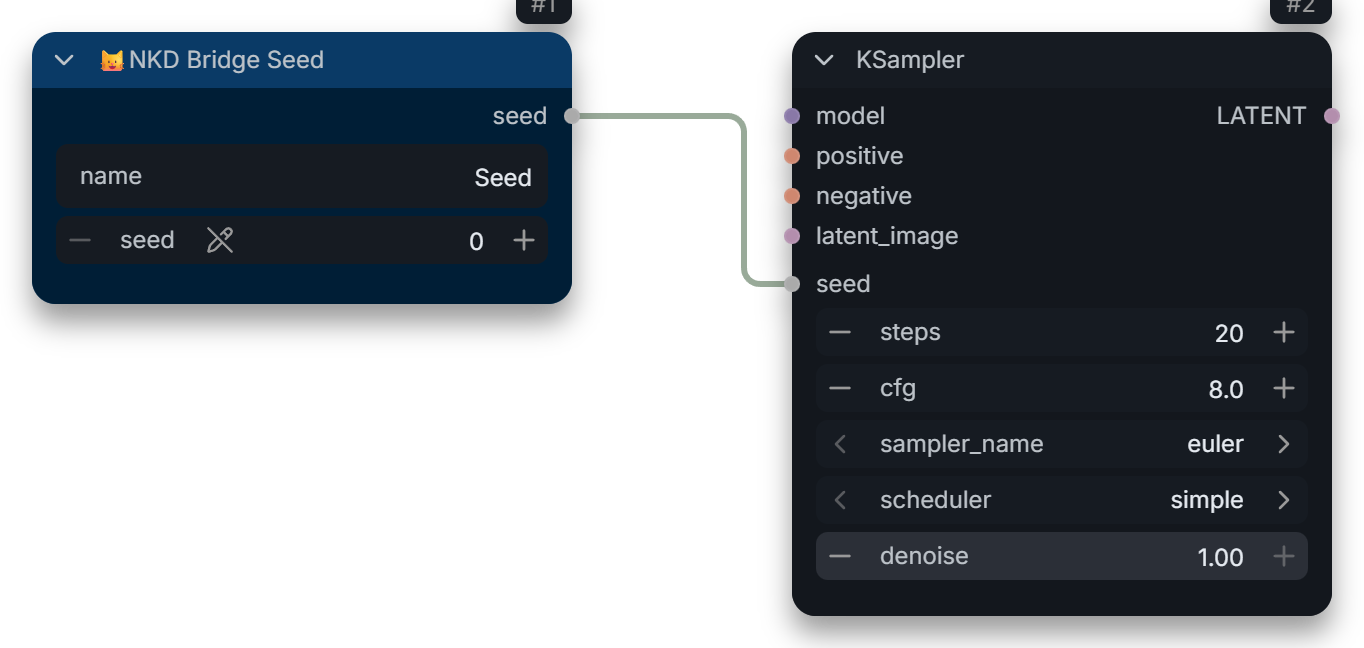 #1
NKD Bridge Seed
seed
name Seed
seed 0
#2
KSampler
model LATENT
positive
negative
latent_image
seed
steps 20
cfg 8.0
sampler_name euler
scheduler simple
denoise 1.00